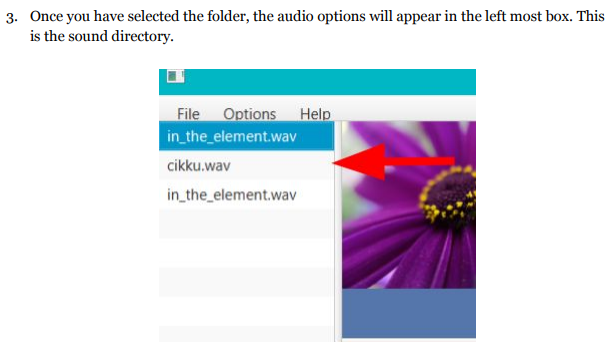 3. Once you have selected the folder, the audio options will appear in the left most box. This
is the sound directory.
File Options Help
in_the_element.wav
cikku.wav
in_the_element.wav